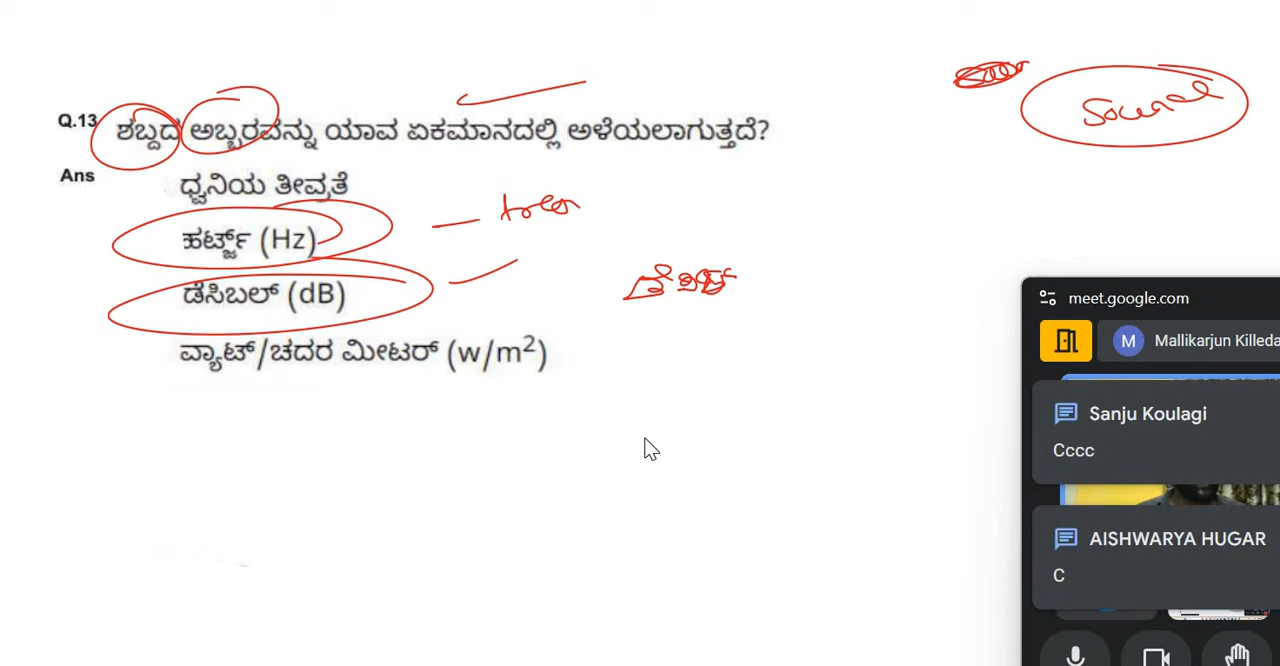 Q.13 ಶಬ್ದದ ಅಬ್ಬರವನ್ನು ಯಾವ ಏಕಮಾನದಲ್ಲಿ ಅಳೆಯಲಾಗುತ್ತದೆ?
Sound
Ans
ಧ್ವನಿಯ ತೀವ್ರತೆ
ಹರ್ಟ್ಜ್ (Hz)
ಡೆಸಿಬಲ್ (dB)
ವ್ಯಾಟ್/ಚದರ ಮೀಟರ್ (w/m²)
meet.google.com
M Mallikarjun Killeda
Sanju Koulagi
Cccc
AISHWARYA HUGAR
C